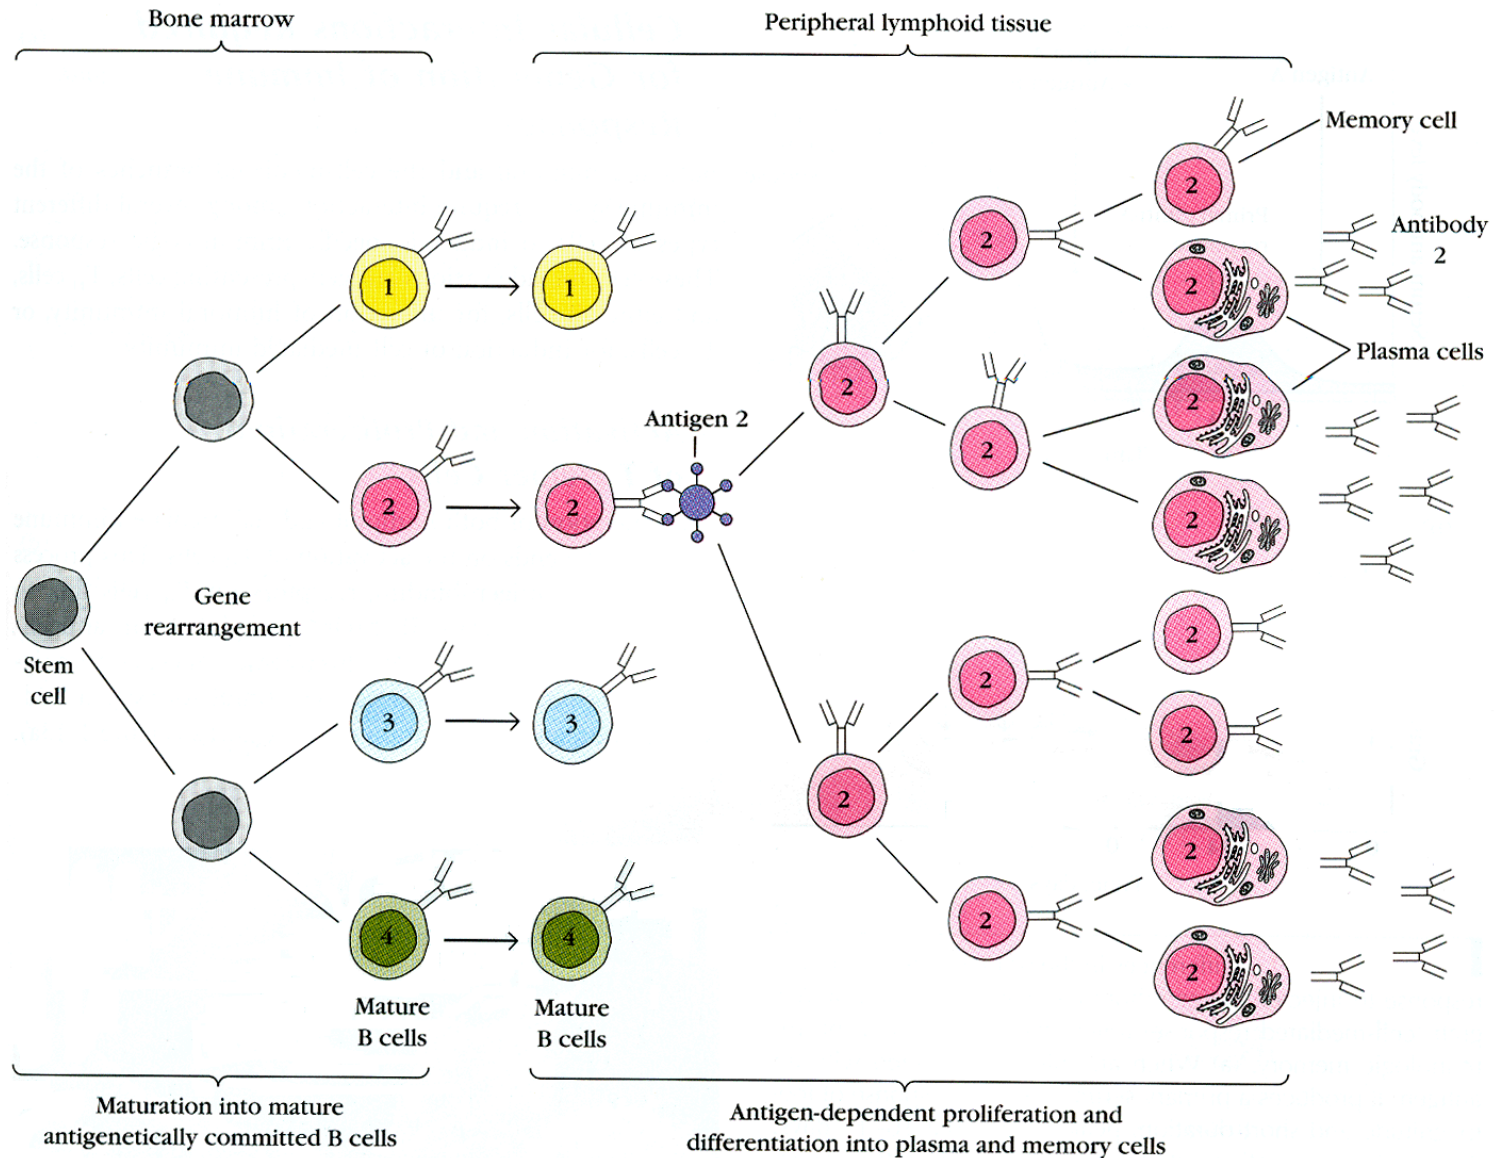 Bone marrow
Peripheral lymphoid tissue
Memory cell
2
Antibody
2
2
1
1
2
2
Plasma cells
2
2
Antigen 2
2
2
2
2
Gene
rearrangement
Stem
cell
2
2
3
3
2
2
2
2
4
4
2
Mature
B cells
Mature
B cells
Maturation into mature
antigenetically committed B cells
Antigen-dependent proliferation and
differentiation into plasma and memory cells